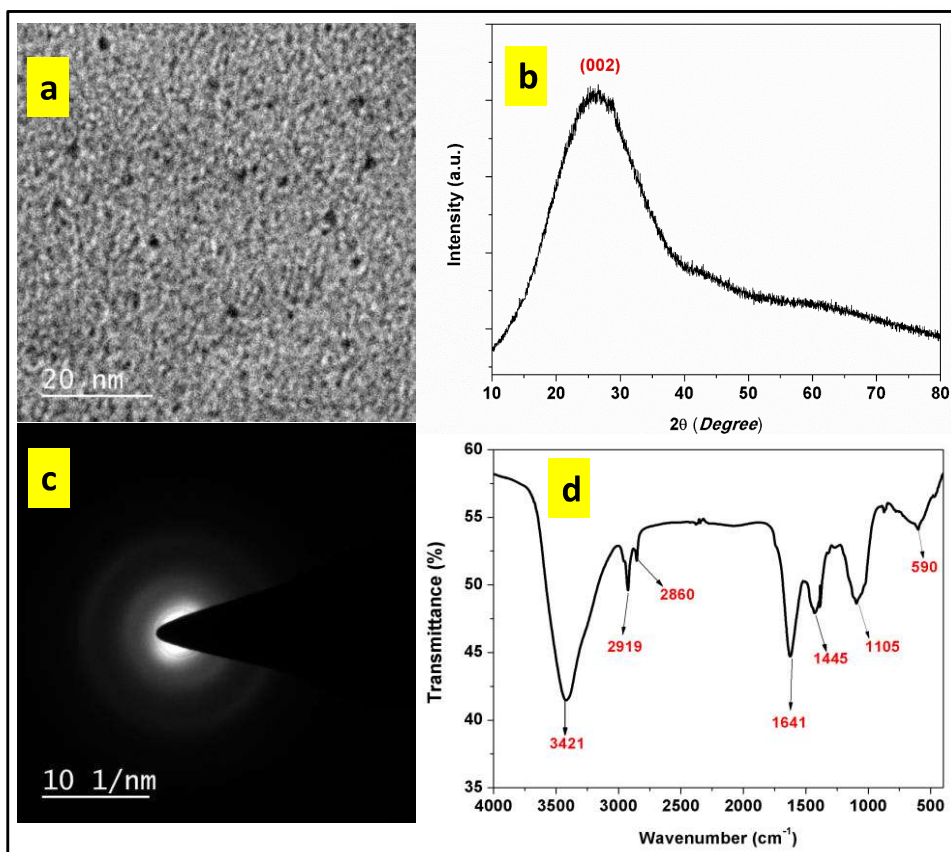 a
20 nm
b
(002)
Intensity (a.u.)
10 20 30 40 50 60 70 80
2θ (Degree)
c
10 1/nm
d
60
55
50
45
40
35
Transmittance (%)
3421
2919
2860
1641
1445
1105
590
4000 3500 3000 2500 2000 1500 1000 500
Wavenumber (cm⁻¹)